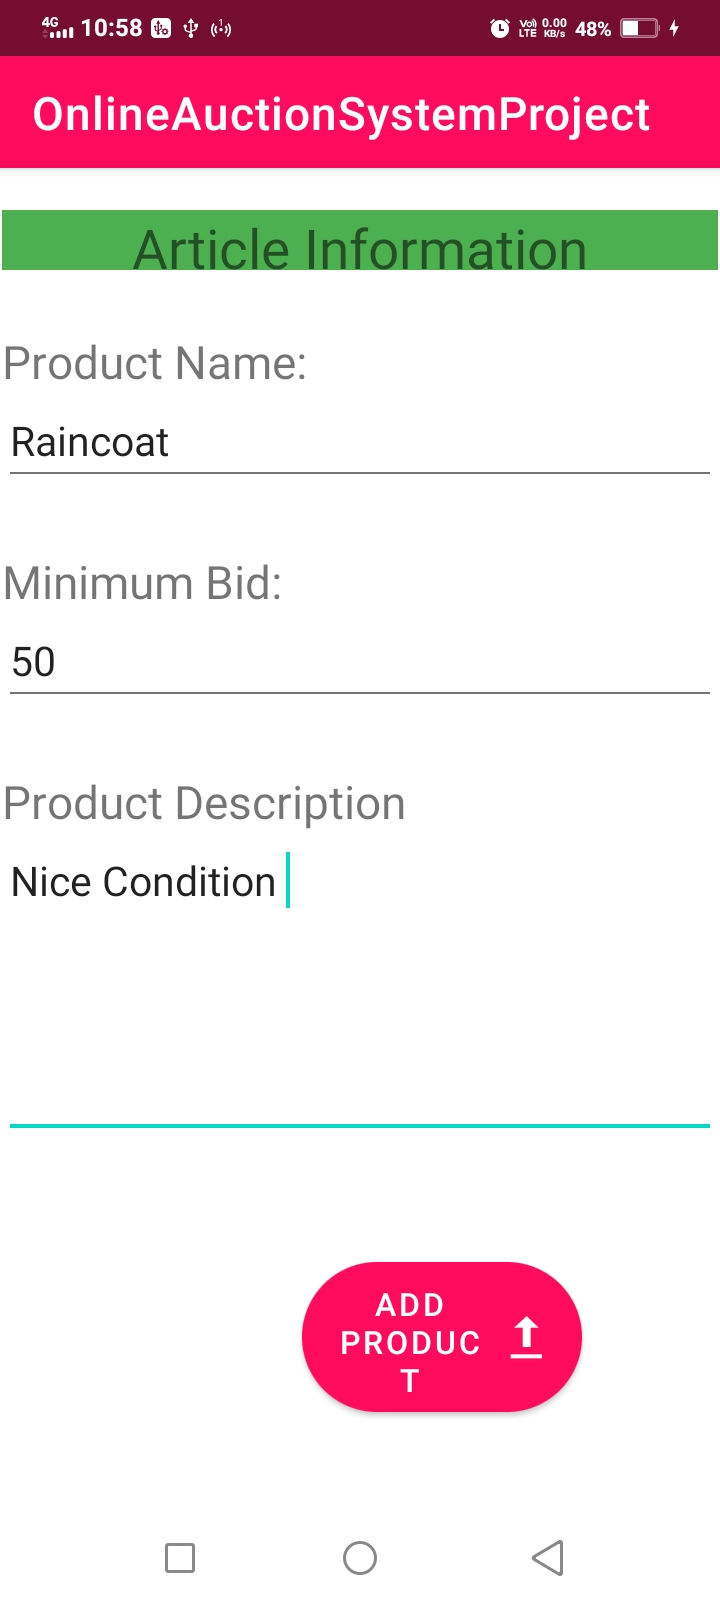 4G 10:58 Vo) LTE 0.00 KB/s 48%
OnlineAuctionSystemProject
Article Information
Product Name:
Raincoat
Minimum Bid:
50
Product Description
Nice Condition
ADD
PRODUC
T